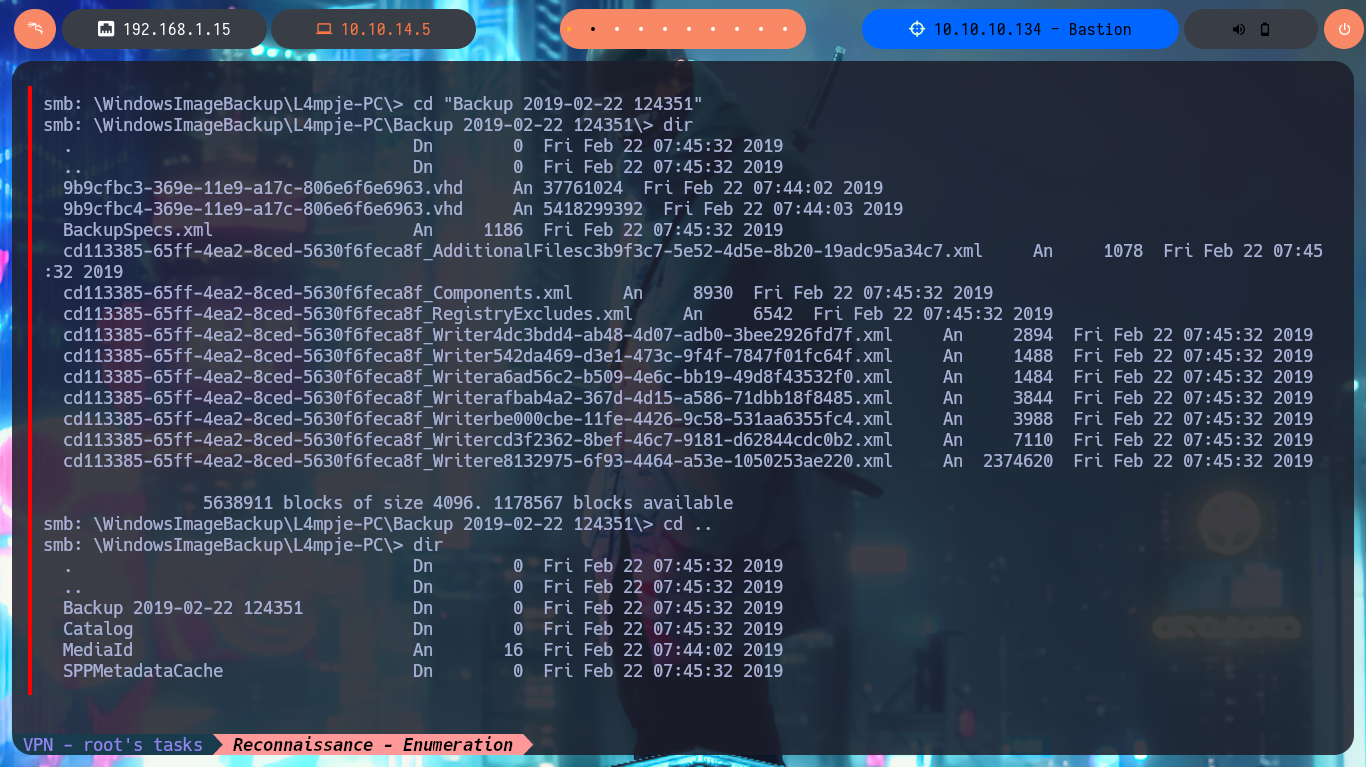 192.168.1.15
10.10.14.5
10.10.10.134 - Bastion
smb: \WindowsImageBackup\L4mpje-PC\> cd "Backup 2019-02-22 124351"
smb: \WindowsImageBackup\L4mpje-PC\Backup 2019-02-22 124351\> dir
. Dn 0 Fri Feb 22 07:45:32 2019
.. Dn 0 Fri Feb 22 07:45:32 2019
9b9cfbc3-369e-11e9-a17c-806e6f6e6963.vhd An 37761024 Fri Feb 22 07:44:02 2019
9b9cfbc4-369e-11e9-a17c-806e6f6e6963.vhd An 5418299392 Fri Feb 22 07:44:03 2019
BackupSpecs.xml An 1186 Fri Feb 22 07:45:32 2019
cd113385-65ff-4ea2-8ced-5630f6feca8f_AdditionalFilesc3b9f3c7-5e52-4d5e-8b20-19adc95a34c7.xml An 1078 Fri Feb 22 07:45
:32 2019
cd113385-65ff-4ea2-8ced-5630f6feca8f_Components.xml An 8930 Fri Feb 22 07:45:32 2019
cd113385-65ff-4ea2-8ced-5630f6feca8f_RegistryExcludes.xml An 6542 Fri Feb 22 07:45:32 2019
cd113385-65ff-4ea2-8ced-5630f6feca8f_Writer4dc3bdd4-ab48-4d07-adb0-3bee2926fd7f.xml An 2894 Fri Feb 22 07:45:32 2019
cd113385-65ff-4ea2-8ced-5630f6feca8f_Writer542da469-d3e1-473c-9f4f-7847f01fc64f.xml An 1488 Fri Feb 22 07:45:32 2019
cd113385-65ff-4ea2-8ced-5630f6feca8f_Writera6ad56c2-b509-4e6c-bb19-49d8f43532f0.xml An 1484 Fri Feb 22 07:45:32 2019
cd113385-65ff-4ea2-8ced-5630f6feca8f_Writerafbab4a2-367d-4d15-a586-71dbb18f8485.xml An 3844 Fri Feb 22 07:45:32 2019
cd113385-65ff-4ea2-8ced-5630f6feca8f_Writerbe000cbe-11fe-4426-9c58-531aa6355fc4.xml An 3988 Fri Feb 22 07:45:32 2019
cd113385-65ff-4ea2-8ced-5630f6feca8f_Writercd3f2362-8bef-46c7-9181-d62844cdc0b2.xml An 7110 Fri Feb 22 07:45:32 2019
cd113385-65ff-4ea2-8ced-5630f6feca8f_Writere8132975-6f93-4464-a53e-1050253ae220.xml An 2374620 Fri Feb 22 07:45:32 2019
5638911 blocks of size 4096. 1178567 blocks available
smb: \WindowsImageBackup\L4mpje-PC\Backup 2019-02-22 124351\> cd ..
smb: \WindowsImageBackup\L4mpje-PC\> dir
. Dn 0 Fri Feb 22 07:45:32 2019
.. Dn 0 Fri Feb 22 07:45:32 2019
Backup 2019-02-22 124351 Dn 0 Fri Feb 22 07:45:32 2019
Catalog Dn 0 Fri Feb 22 07:45:32 2019
MediaId An 16 Fri Feb 22 07:44:02 2019
SPPMetadataCache Dn 0 Fri Feb 22 07:45:32 2019
VPN - root's tasks
Reconnaissance - Enumeration